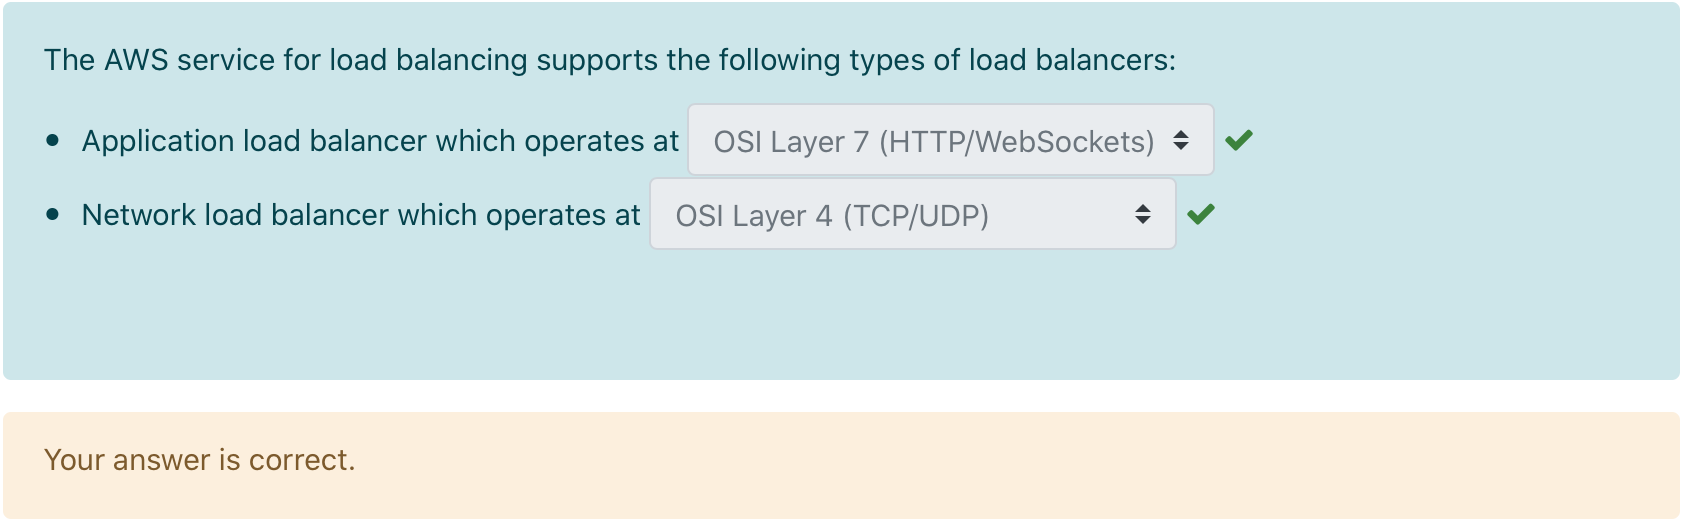 The AWS service for load balancing supports the following types of load balancers:
• Application load balancer which operates at OSI Layer 7 (HTTP/WebSockets)
• Network load balancer which operates at OSI Layer 4 (TCP/UDP)
Your answer is correct.